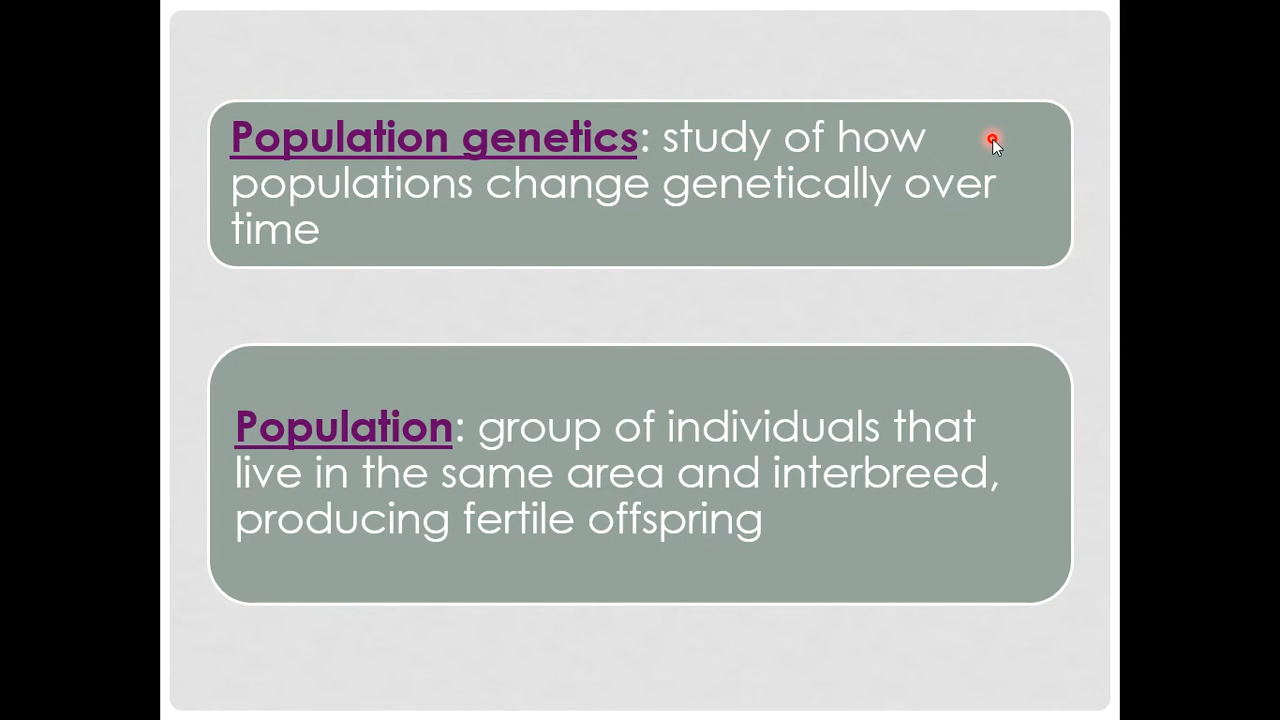 Population genetics: study of how
populations change genetically over
time
Population: group of individuals that
live in the same area and interbreed,
producing fertile offspring